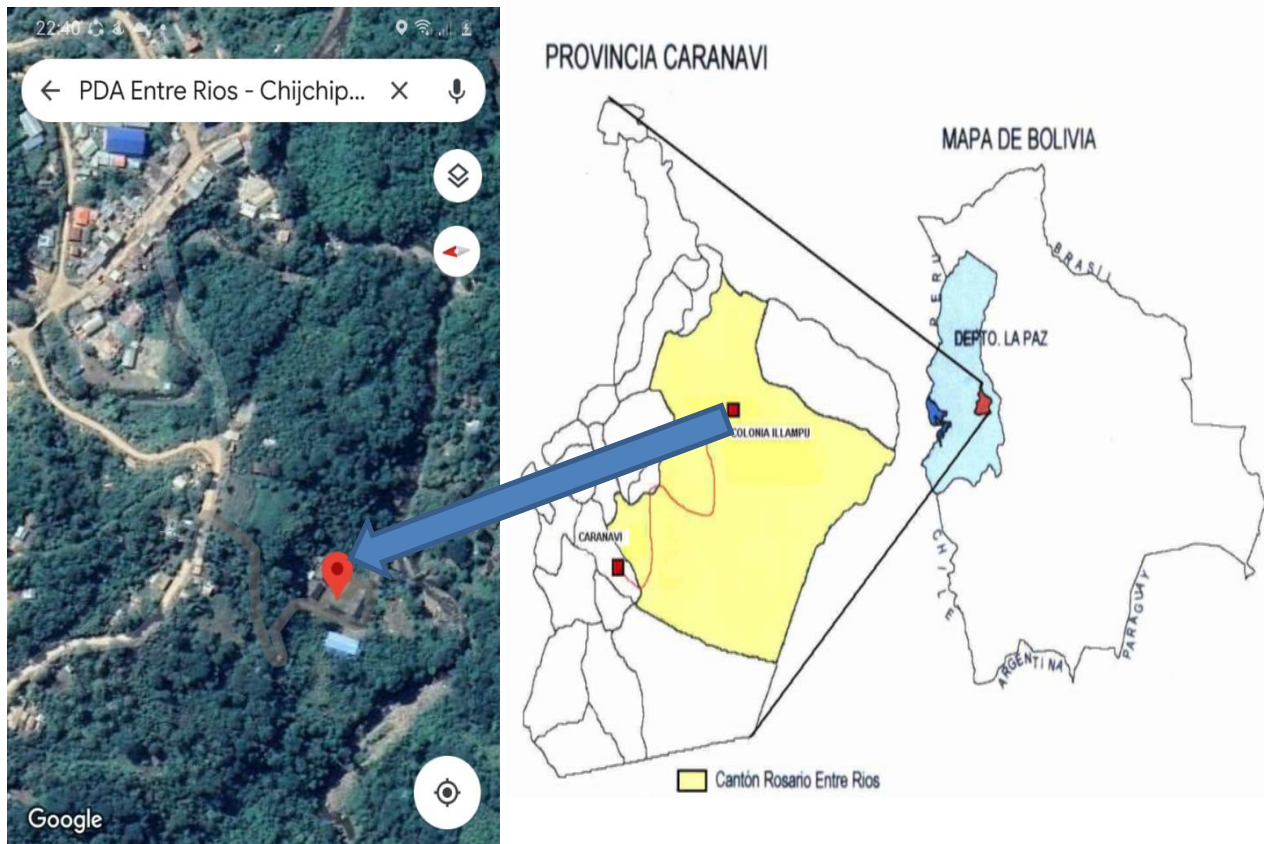 22:40
PDA Entre Rios - Chijchip...
Google
PROVINCIA CARANAVI
MAPA DE BOLIVIA
BRASIL
PERU
DEPTO. LA PAZ
COLONIA ILLAMPU
CARANAVI
CHILE
PARAGUAY
ARGENTINA
Cantón Rosario Entre Rios